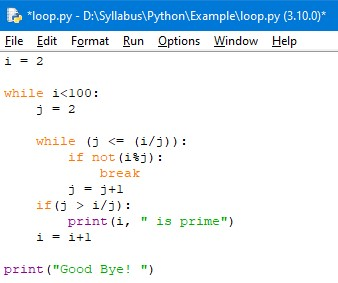 *loop.py - D:\Syllabus\Python\Example\loop.py (3.10.0)*
File Edit Format Run Options Window Help
i = 2

while i<100:
    j = 2

    while (j <= (i/j)):
        if not(i%j):
            break
        j = j+1
    if(j > i/j):
        print(i, " is prime")
    i = i+1

print("Good Bye! ")